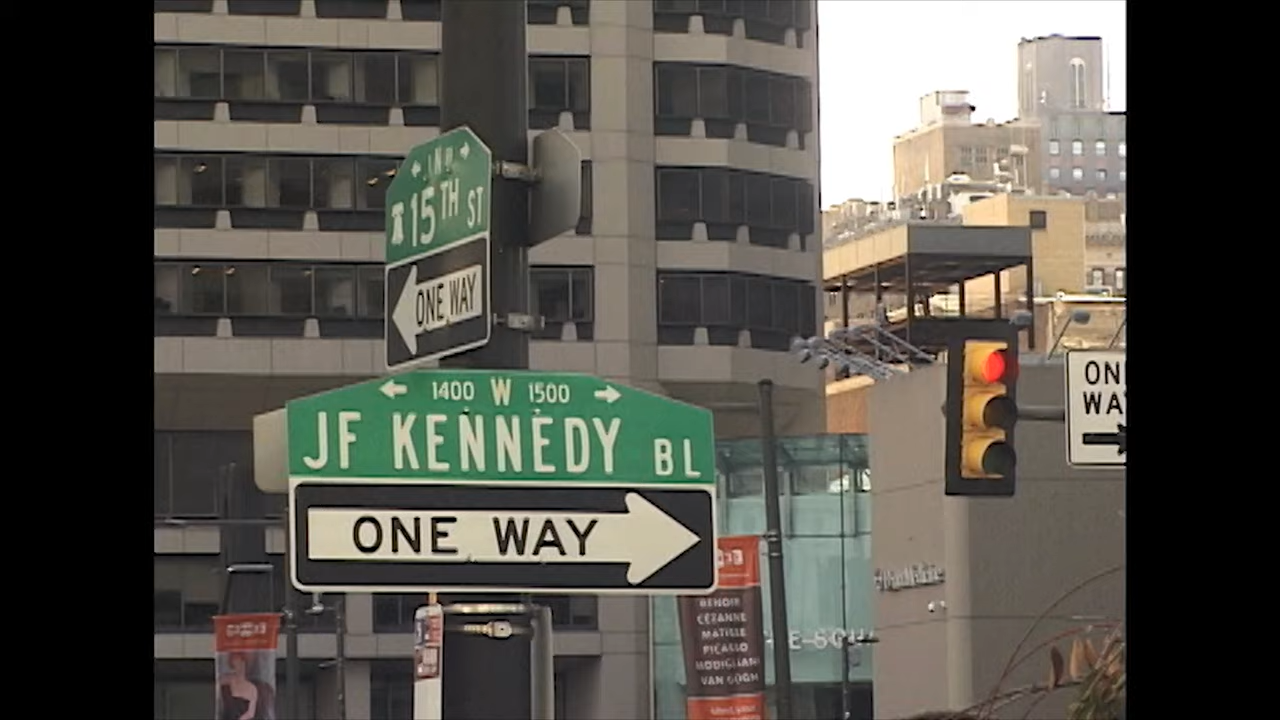 15TH ST
ONE WAY
1400 W 1500
JF KENNEDY BL
ONE WAY
ONE
WAY
RENOIR
CÉZANNE
MATISSE
PICASSO
MODIGLIANI
VAN GOGH